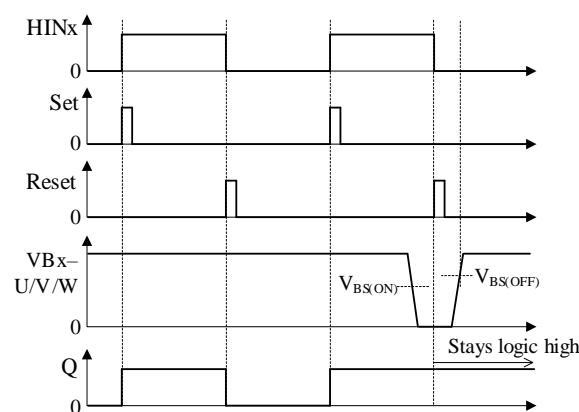 HINx
0
Set
0
Reset
0
VBx–
U/V/W
V_BS(ON)
V_BS(OFF)
0
Stays logic high
Q
0